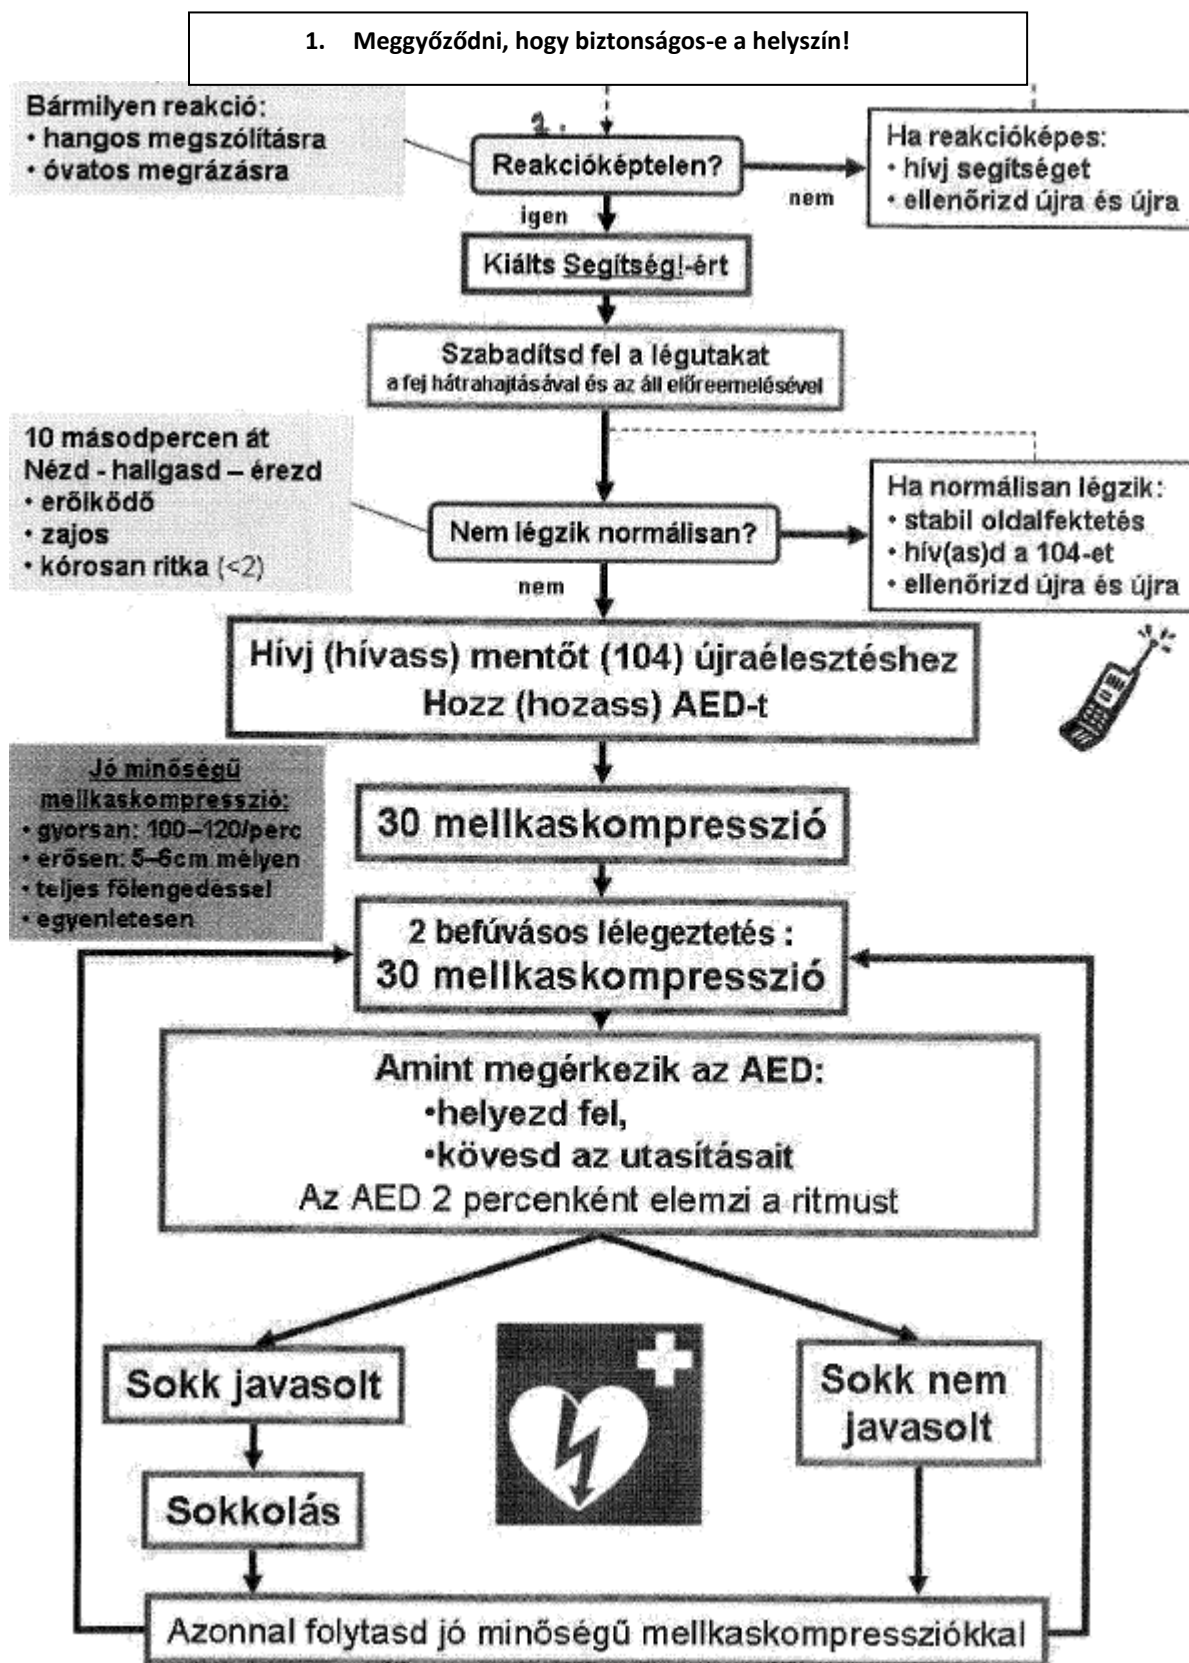 1. Meggyőződni, hogy biztonságos-e a helyszín!
Bármilyen reakció:
• hangos megszólításra
• óvatos megrázásra
2.
Reakcióképtelen?
nem
Ha reakcióképes:
• hívj segítséget
• ellenőrizd újra és újra
igen
Kiálts Segítség!-ért
Szabadítsd fel a légutakat
a fej hátrahajtásával és az áll előreemelésével
10 másodpercen át
Nézd - hallgasd – érezd
• erőlködő
• zajos
• kórosan ritka (<2)
Nem légzik normálisan?
Ha normálisan légzik:
• stabil oldalfektetés
• hív(as)d a 104-et
• ellenőrizd újra és újra
nem
Hívj (hívass) mentőt (104) újraélesztéshez
Hozz (hozass) AED-t
Jó minőségű
mellkaskompresszió:
• gyorsan: 100–120/perc
• erősen: 5–6cm mélyen
• teljes fölengedéssel
• egyenletesen
30 mellkaskompresszió
2 befúvásos lélegeztetés :
30 mellkaskompresszió
Amint megérkezik az AED:
•helyezd fel,
•kövesd az utasításait
Az AED 2 percenként elemzi a ritmust
Sokk javasolt
Sokk nem
javasolt
Sokkolás
Azonnal folytasd jó minőségű mellkaskompressziókkal